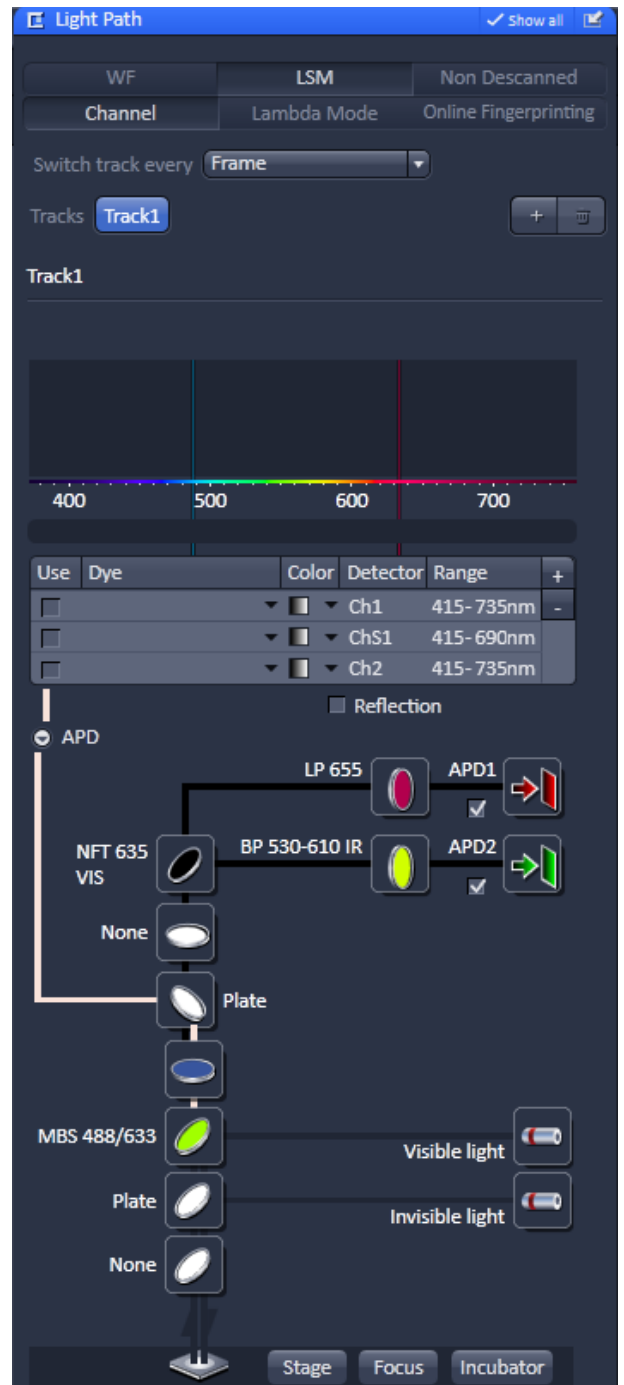 Light Path Show all
WF LSM Non Descanned
Channel Lambda Mode Online Fingerprinting
Switch track every Frame
Tracks Track1 +
Track1
400 500 600 700
Use Dye Color Detector Range +
Ch1 415-735nm -
ChS1 415-690nm
Ch2 415-735nm
Reflection
APD
LP 655 APD1
NFT 635 BP 530-610 IR APD2
VIS
None
Plate
MBS 488/633
Visible light
Plate
Invisible light
None
Stage Focus Incubator